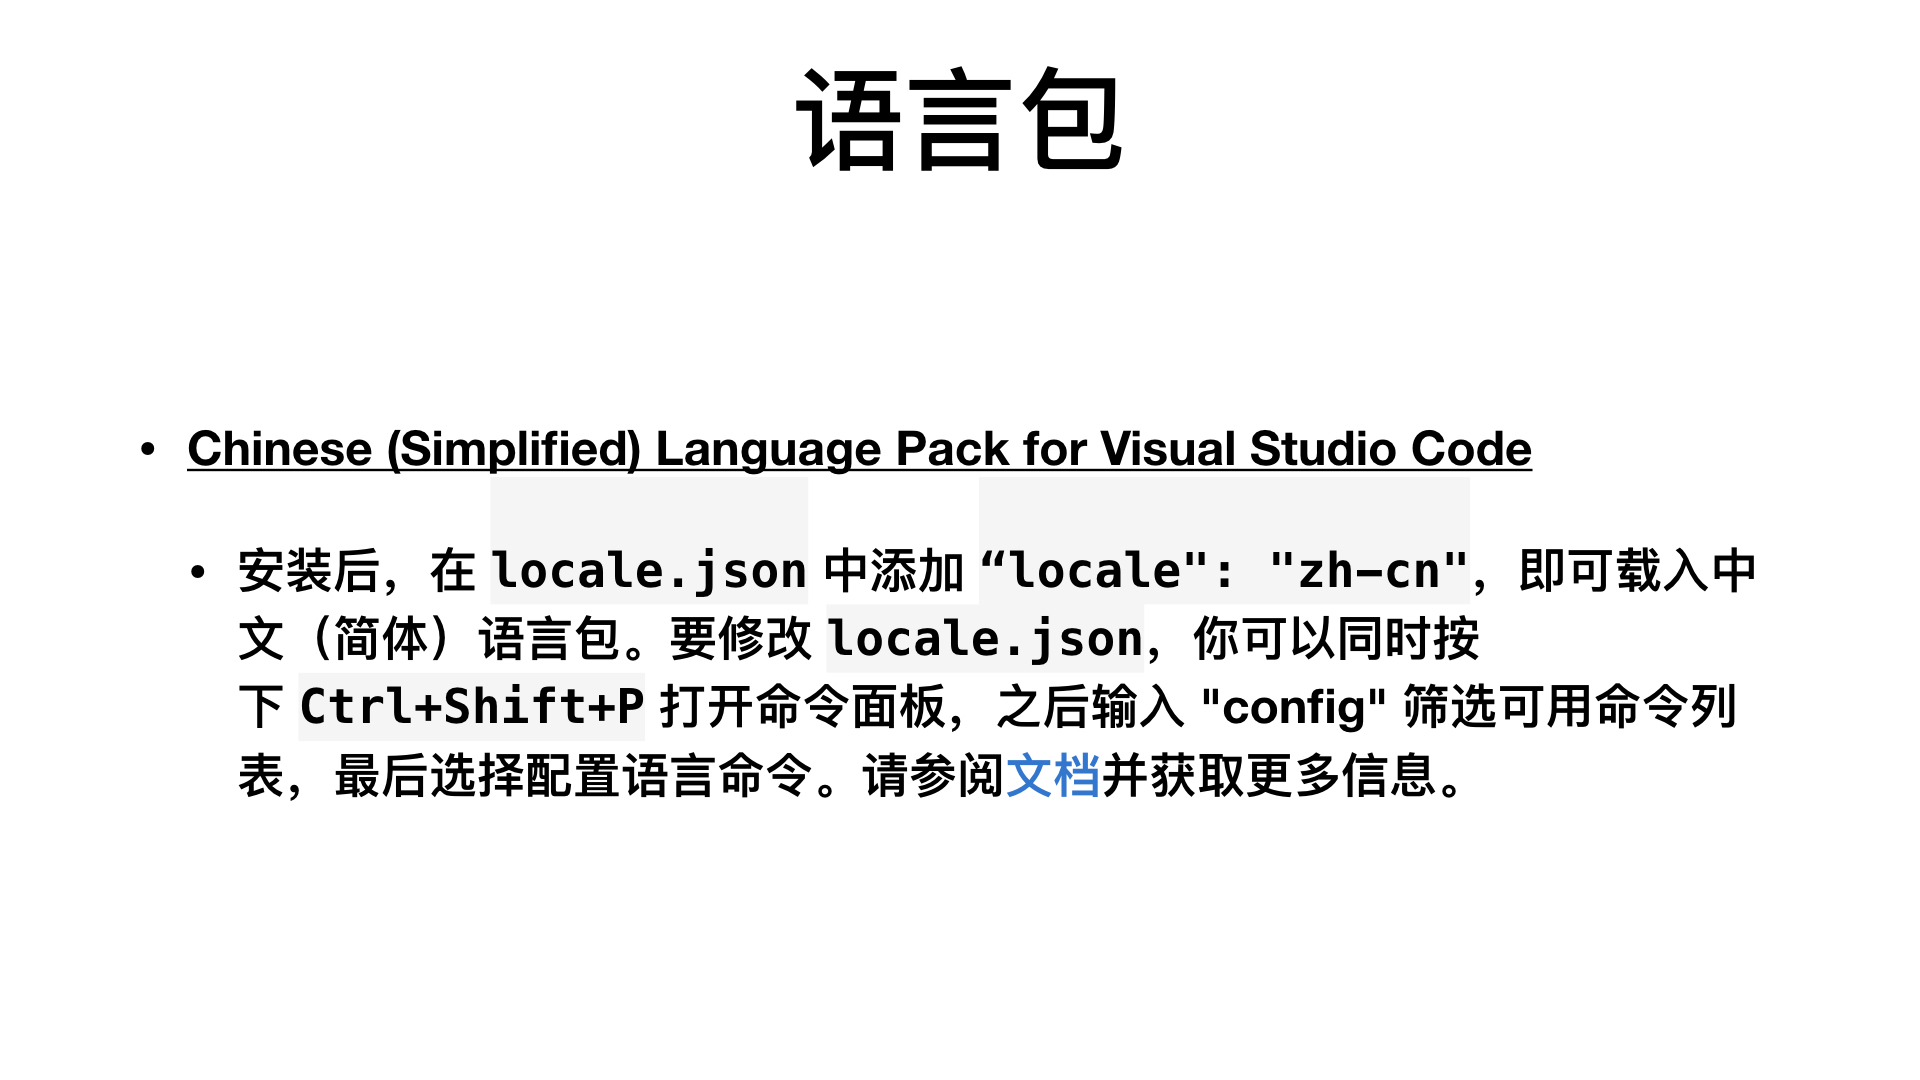 语言包
• Chinese (Simplified) Language Pack for Visual Studio Code
• 安装后，在 locale.json 中添加 “locale": "zh-cn"，即可载入中
文（简体）语言包。要修改 locale.json，你可以同时按
下 Ctrl+Shift+P 打开命令面板，之后输入 "config" 筛选可用命令列
表，最后选择配置语言命令。请参阅文档并获取更多信息。